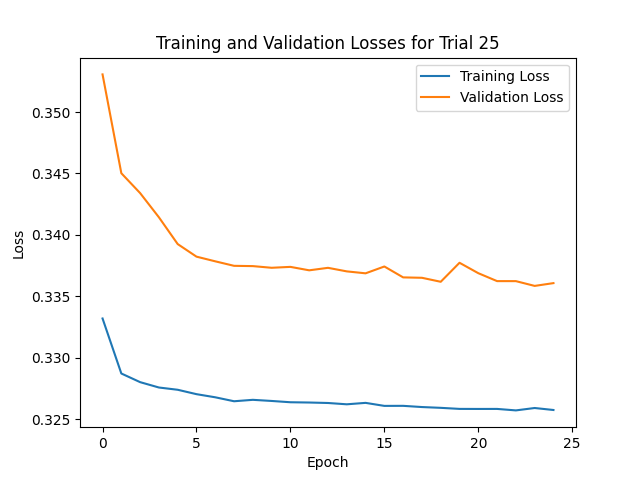 Training and Validation Losses for Trial 25
Training Loss
Validation Loss
Loss
0.350
0.345
0.340
0.335
0.330
0.325
0 5 10 15 20 25
Epoch